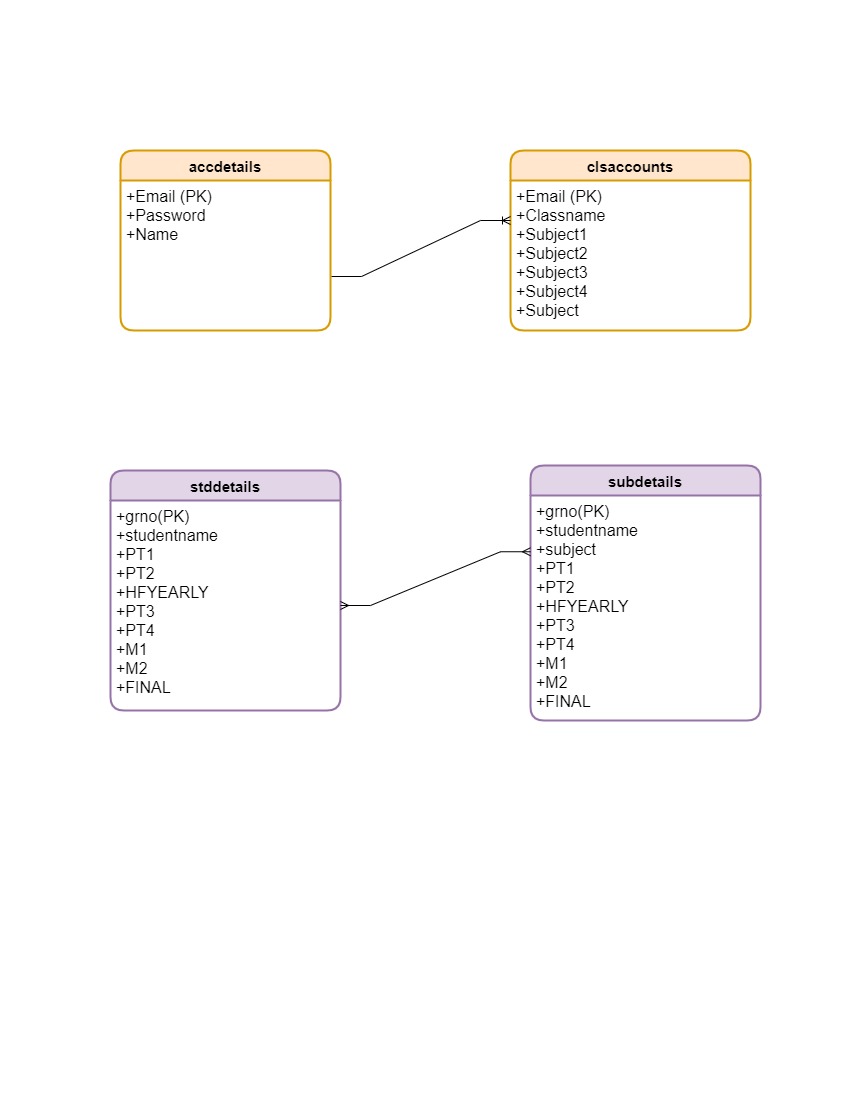 accdetails
+Email (PK)
+Password
+Name
clsaccounts
+Email (PK)
+Classname
+Subject1
+Subject2
+Subject3
+Subject4
+Subject
stddetails
+grno(PK)
+studentname
+PT1
+PT2
+HFYEARLY
+PT3
+PT4
+M1
+M2
+FINAL
subdetails
+grno(PK)
+studentname
+subject
+PT1
+PT2
+HFYEARLY
+PT3
+PT4
+M1
+M2
+FINAL